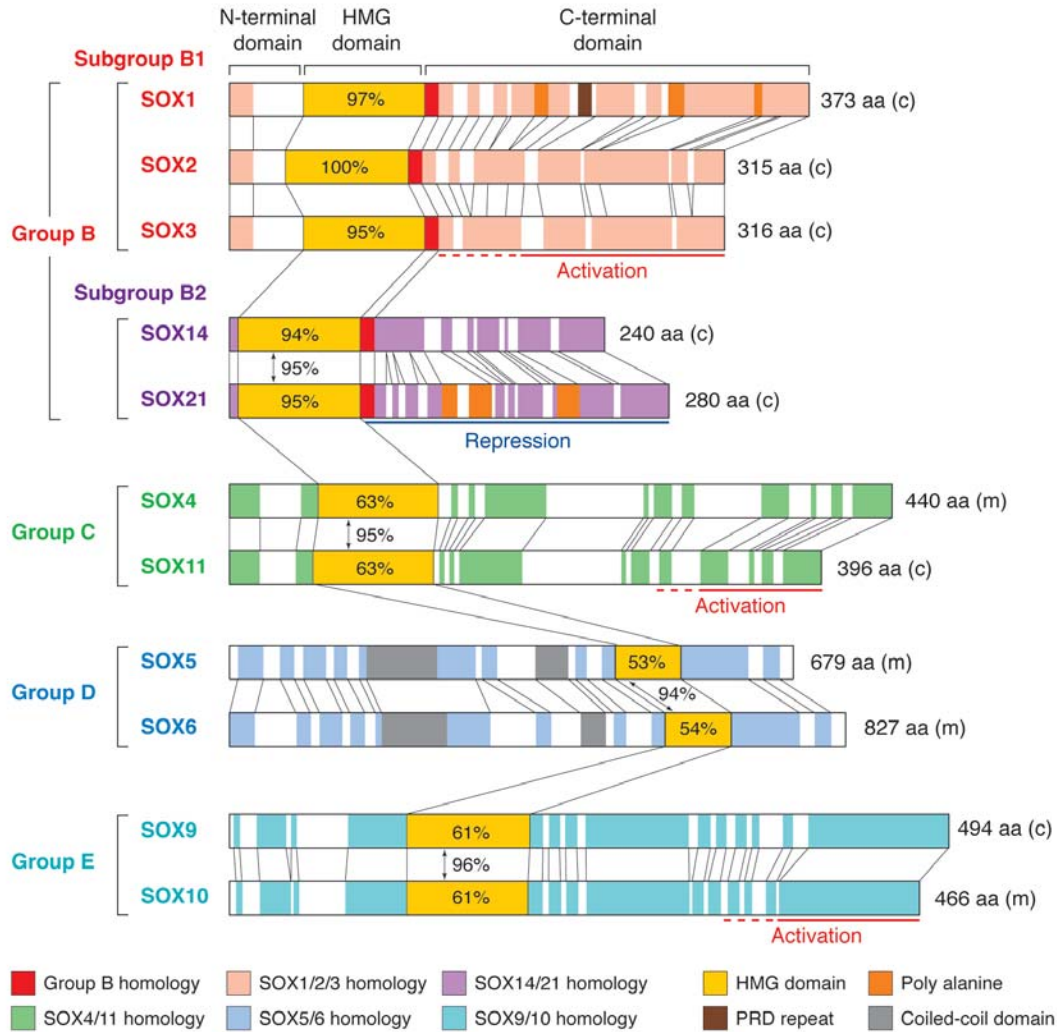 N-terminal domain
HMG domain
C-terminal domain
Subgroup B1
Group B
SOX1
97%
373 aa (c)
SOX2
100%
315 aa (c)
SOX3
95%
316 aa (c)
Activation
Subgroup B2
SOX14
94%
240 aa (c)
95%
SOX21
95%
280 aa (c)
Repression
Group C
SOX4
63%
440 aa (m)
95%
SOX11
63%
396 aa (c)
Activation
Group D
SOX5
53%
679 aa (m)
94%
SOX6
54%
827 aa (m)
Group E
SOX9
61%
494 aa (c)
96%
SOX10
61%
466 aa (m)
Activation
Group B homology
SOX1/2/3 homology
SOX14/21 homology
HMG domain
Poly alanine
SOX4/11 homology
SOX5/6 homology
SOX9/10 homology
PRD repeat
Coiled-coil domain